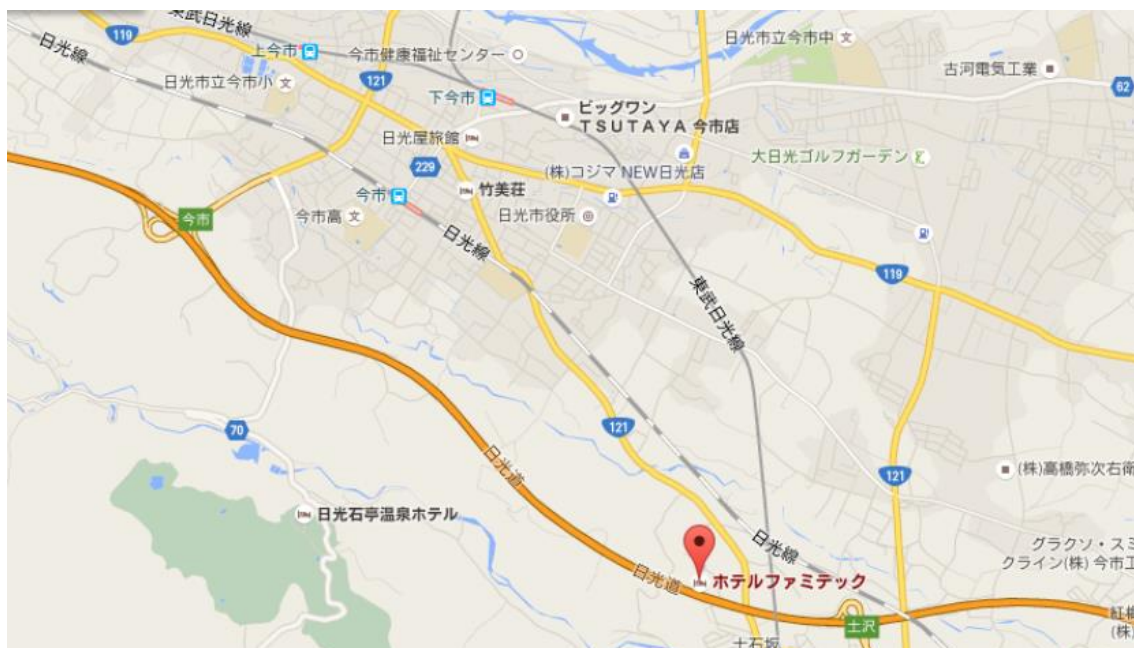 東武日光線
119
日光線
上今市
今市健康福祉センター
日光市立今市中
古河電気工業
日光市立今市小
121
下今市
62
ビッグワン
TSUTAYA 今市店
日光屋旅館
229
(株)コジマ NEW日光店
大日光ゴルフガーデン
今市
竹美荘
今市
今市高
日光市役所
日光線
119
東武日光線
70
121
日光道
121
(株)高橋弥次右衛
日光石亭温泉ホテル
日光線
グラクソ・スミ
クライン(株) 今市工
日光道
ホテルファミテック
土沢
(株)
十石坂